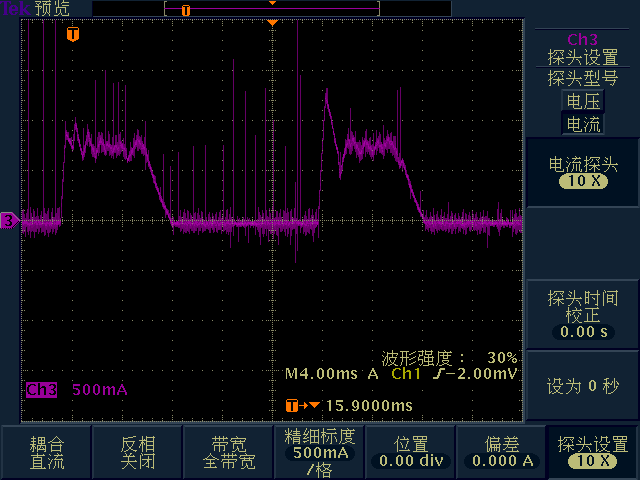 Tek 预览
T
T
Ch3
探头设置
探头型号
电压
电流
电流探头
10 X
3
探头时间
校正
0.00 s
波形强度： 30%
M4.00ms A Ch1 -2.00mV
Ch3 500mA
设为 0 秒
T 15.9000ms
耦合
直流
反相
关闭
带宽
全带宽
精细标度
500mA
/格
位置
0.00 div
偏差
0.000 A
探头设置
10 X